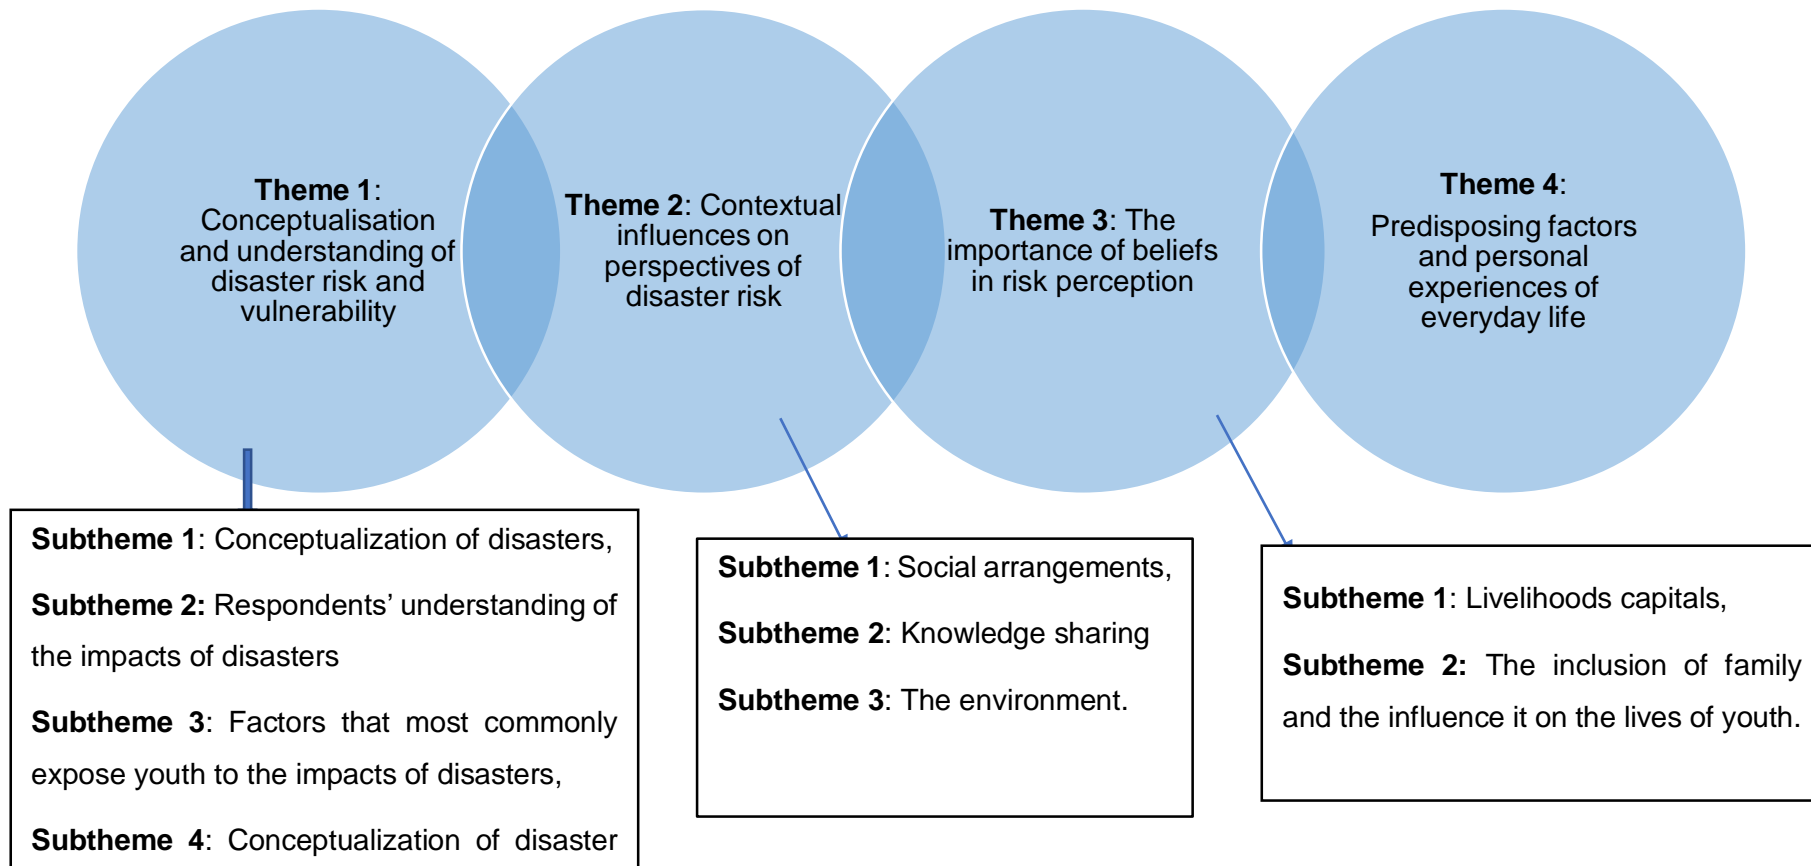 Theme 1:
Conceptualisation
and understanding of
disaster risk and
vulnerability
Theme 2: Contextual
influences on
perspectives of
disaster risk
Theme 3: The
importance of beliefs
in risk perception
Theme 4:
Predisposing factors
and personal
experiences of
everyday life
Subtheme 1: Conceptualization of disasters,
Subtheme 2: Respondents’ understanding of
the impacts of disasters
Subtheme 3: Factors that most commonly
expose youth to the impacts of disasters,
Subtheme 4: Conceptualization of disaster
Subtheme 1: Social arrangements,
Subtheme 2: Knowledge sharing
Subtheme 3: The environment.
Subtheme 1: Livelihoods capitals,
Subtheme 2: The inclusion of family
and the influence it on the lives of youth.